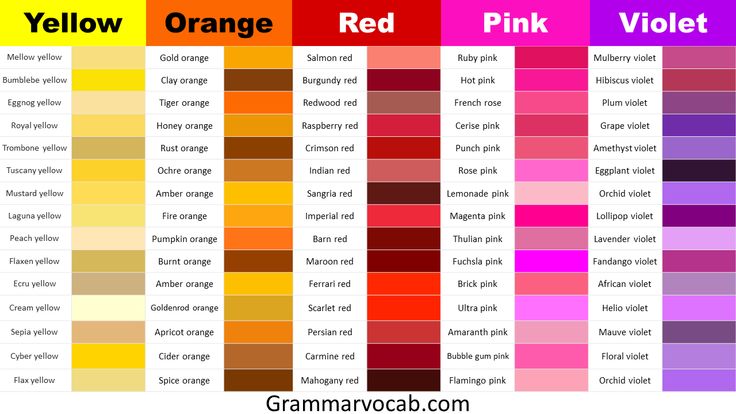 Yellow Orange Red Pink Violet
Mellow yellow Gold orange Salmon red Ruby pink Mulberry violet
Bumblebe yellow Clay orange Burgundy red Hot pink Hibiscus violet
Eggnog yellow Tiger orange Redwood red French rose Plum violet
Royal yellow Honey orange Raspberry red Cerise pink Grape violet
Trombone yellow Rust orange Crimson red Punch pink Amethyst violet
Tuscany yellow Ochre orange Indian red Rose pink Eggplant violet
Mustard yellow Amber orange Sangria red Lemonade pink Orchid violet
Laguna yellow Fire orange Imperial red Magenta pink Lollipop violet
Peach yellow Pumpkin orange Barn red Thulian pink Lavender violet
Flaxen yellow Burnt orange Maroon red Fuchsla pink Fandango violet
Ecru yellow Amber orange Ferrari red Brick pink African violet
Cream yellow Goldenrod orange Scarlet red Ultra pink Helio violet
Sepia yellow Apricot orange Persian red Amaranth pink Mauve violet
Cyber yellow Cider orange Carmine red Bubble gum pink Floral violet
Flax yellow Spice orange Mahogany red Flamingo pink Orchid violet
Grammarvocab.com